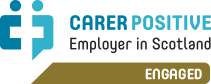 CARER POSITIVE
Employer in Scotland
ENGAGED